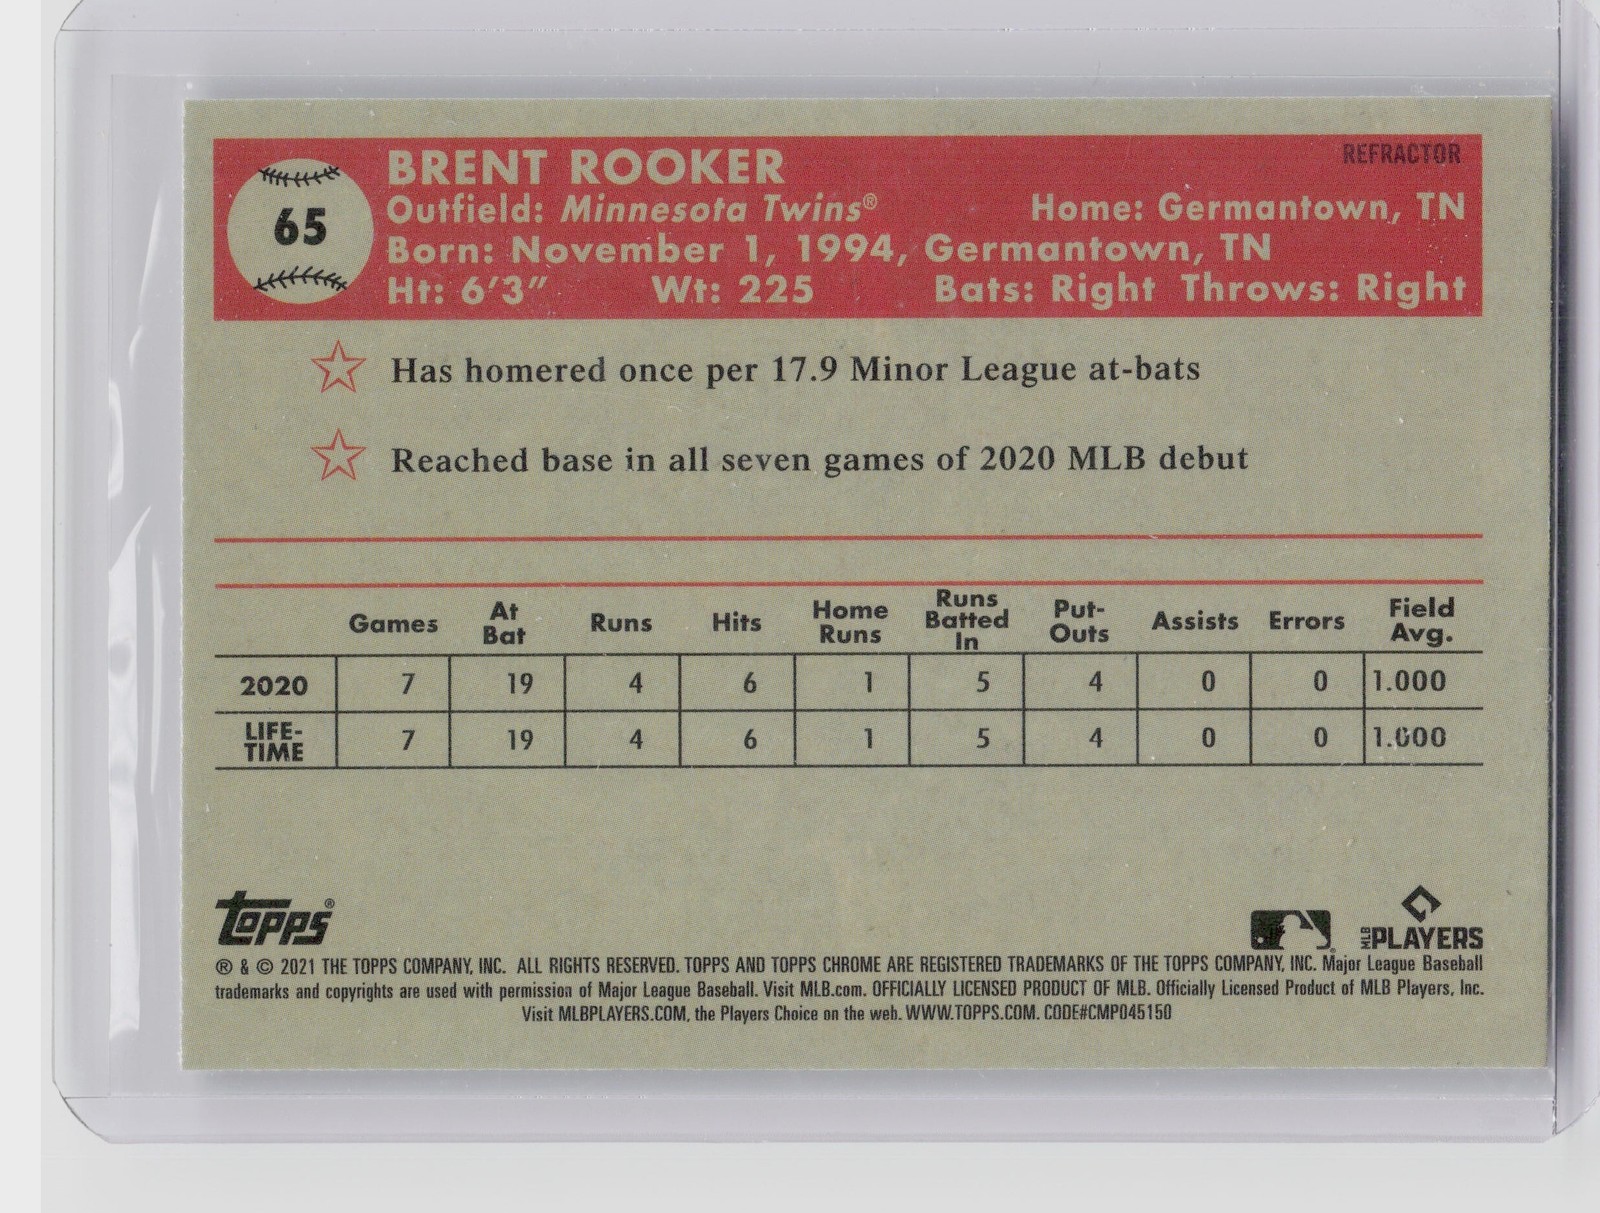 65
BRENT ROOKER
REFRACTOR
Outfield: Minnesota Twins® Home: Germantown, TN
Born: November 1, 1994, Germantown, TN
Ht: 6'3" Wt: 225 Bats: Right Throws: Right
☆ Has homered once per 17.9 Minor League at-bats
☆ Reached base in all seven games of 2020 MLB debut
Games At Bat Runs Hits Home Runs Runs Batted In Put-Outs Assists Errors Field Avg.
2020 7 19 4 6 1 5 4 0 0 1.000
LIFE-TIME 7 19 4 6 1 5 4 0 0 1.000
Topps®
MLB PLAYERS
® & © 2021 THE TOPPS COMPANY, INC. ALL RIGHTS RESERVED. TOPPS AND TOPPS CHROME ARE REGISTERED TRADEMARKS OF THE TOPPS COMPANY, INC. Major League Baseball
trademarks and copyrights are used with permission of Major League Baseball. Visit MLB.com. OFFICIALLY LICENSED PRODUCT OF MLB. Officially Licensed Product of MLB Players, Inc.
Visit MLBPLAYERS.COM, the Players Choice on the web. WWW.TOPPS.COM. CODE#CMP045150